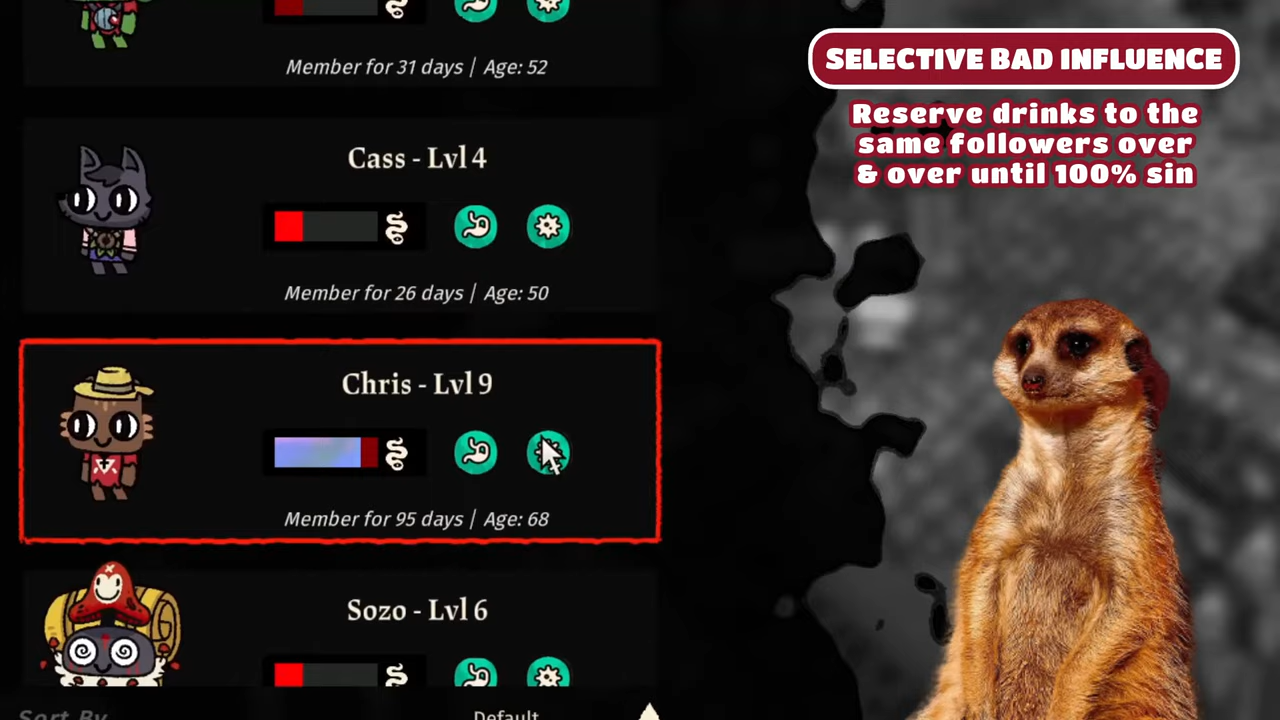 Member for 31 days | Age: 52
Cass - Lvl 4
Member for 26 days | Age: 50
Chris - Lvl 9
Member for 95 days | Age: 68
Sozo - Lvl 6
Sort By
Default
SELECTIVE BAD INFLUENCE
Reserve drinks to the
same followers over
& over until 100% sin